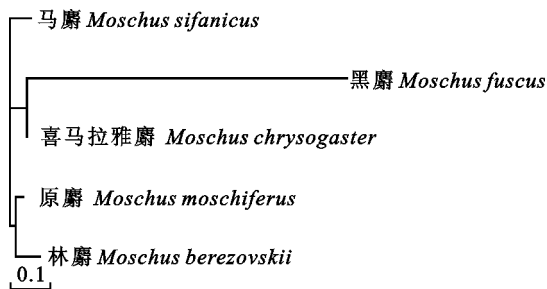 马麝 Moschus sifanicus
黑麝 Moschus fuscus
喜马拉雅麝 Moschus chrysogaster
原麝 Moschus moschiferus
林麝 Moschus berezovskii
0.1